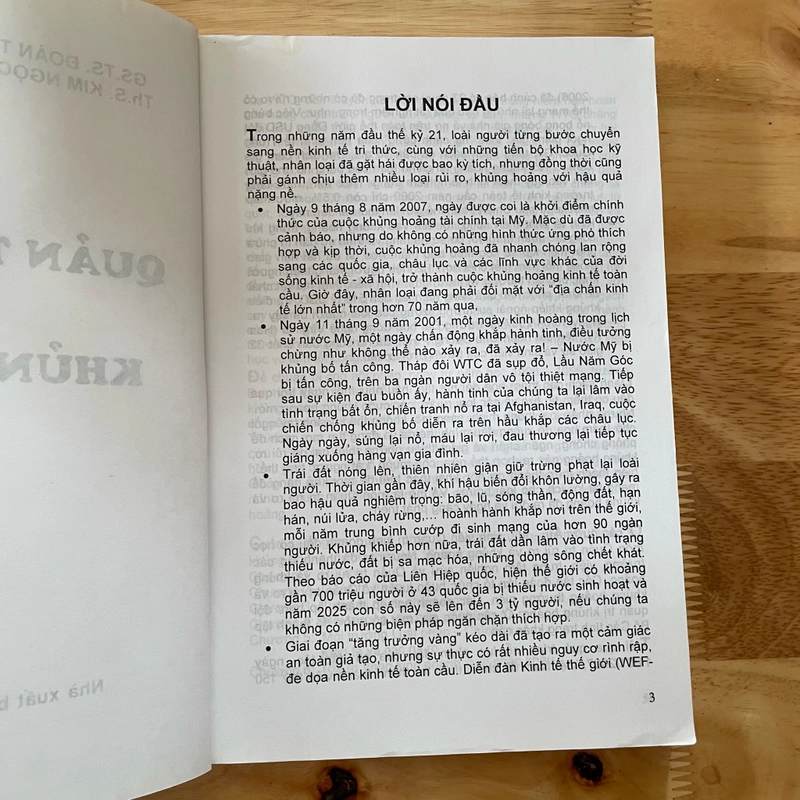 LỜI NÓI ĐẦU
Trong những năm đầu thế kỷ 21, loài người từng bước chuyển
sang nền kinh tế tri thức, cùng với những tiến bộ khoa học kỹ
thuật, nhân loại đã gặt hái được bao kỳ tích, nhưng đồng thời cũng
phải gánh chịu thêm nhiều loại rủi ro, khủng hoảng với hậu quả
nặng nề.
• Ngày 9 tháng 8 năm 2007, ngày được coi là khởi điểm chính
thức của cuộc khủng hoảng tài chính tại Mỹ. Mặc dù đã được
cảnh báo, nhưng do không có những hình thức ứng phó thích
hợp và kịp thời, cuộc khủng hoảng đã nhanh chóng lan rộng
sang các quốc gia, châu lục và các lĩnh vực khác của đời
sống kinh tế - xã hội, trở thành cuộc khủng hoảng kinh tế toàn
cầu. Giờ đây, nhân loại đang phải đối mặt với “địa chấn kinh
tế lớn nhất” trong hơn 70 năm qua.
• Ngày 11 tháng 9 năm 2001, một ngày kinh hoàng trong lịch
sử nước Mỹ, một ngày chấn động khắp hành tinh, điều tưởng
chừng như không thể nào xảy ra, đã xảy ra! – Nước Mỹ bị
khủng bố tấn công. Tháp đôi WTC đã sụp đổ, Lầu Năm Góc
bị tấn công, trên ba ngàn người dân vô tội thiệt mạng. Tiếp
sau sự kiện đau buồn ấy, hành tinh của chúng ta lại lâm vào
tình trạng bất ổn, chiến tranh nổ ra tại Afghanistan, Iraq, cuộc
chiến chống khủng bố diễn ra trên hầu khắp các châu lục.
Ngày ngày, súng lại nổ, máu lại rơi, đau thương lại tiếp tục
giáng xuống hàng vạn gia đình.
• Trái đất nóng lên, thiên nhiên giận giữ trừng phạt lại loài
người. Thời gian gần đây, khí hậu biến đổi khôn lường, gây ra
bao hậu quả nghiêm trọng: bão, lũ, sóng thần, động đất, hạn
hán, núi lửa, cháy rừng,… hoành hành khắp nơi trên thế giới,
mỗi năm trung bình cướp đi sinh mạng của hơn 90 ngàn
người. Khủng khiếp hơn nữa, trái đất dần lâm vào tình trạng
thiếu nước, đất bị sa mạc hóa, những dòng sông chết khát.
Theo báo cáo của Liên Hiệp quốc, hiện thế giới có khoảng
gần 700 triệu người ở 43 quốc gia bị thiếu nước sinh hoạt và
năm 2025 con số này sẽ lên đến 3 tỷ người, nếu chúng ta
không có những biện pháp ngăn chặn thích hợp.
• Giai đoạn “tăng trưởng vàng” kéo dài đã tạo ra một cảm giác
an toàn giả tạo, nhưng sự thực có rất nhiều nguy cơ rình rập,
đe dọa nền kinh tế toàn cầu. Diễn đàn Kinh tế thế giới (WEF-
3